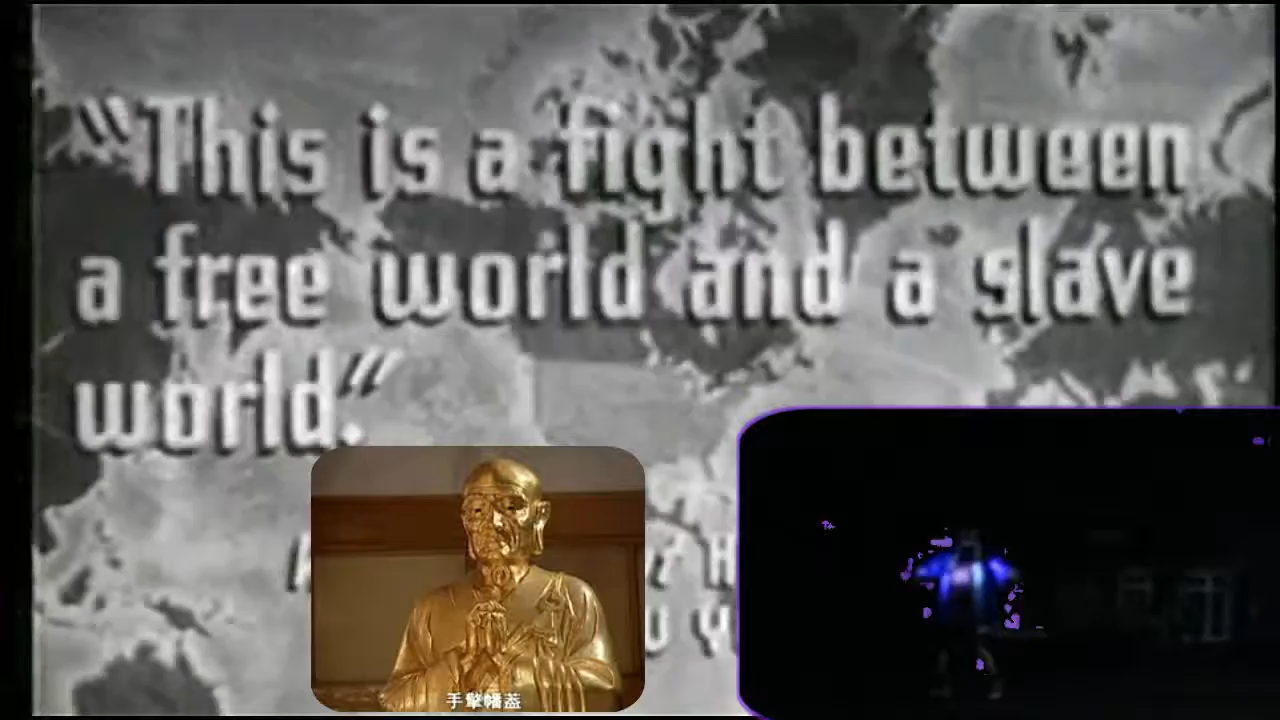 “This is a fight between
a free world and a slave
world.”
手擎幡蓋